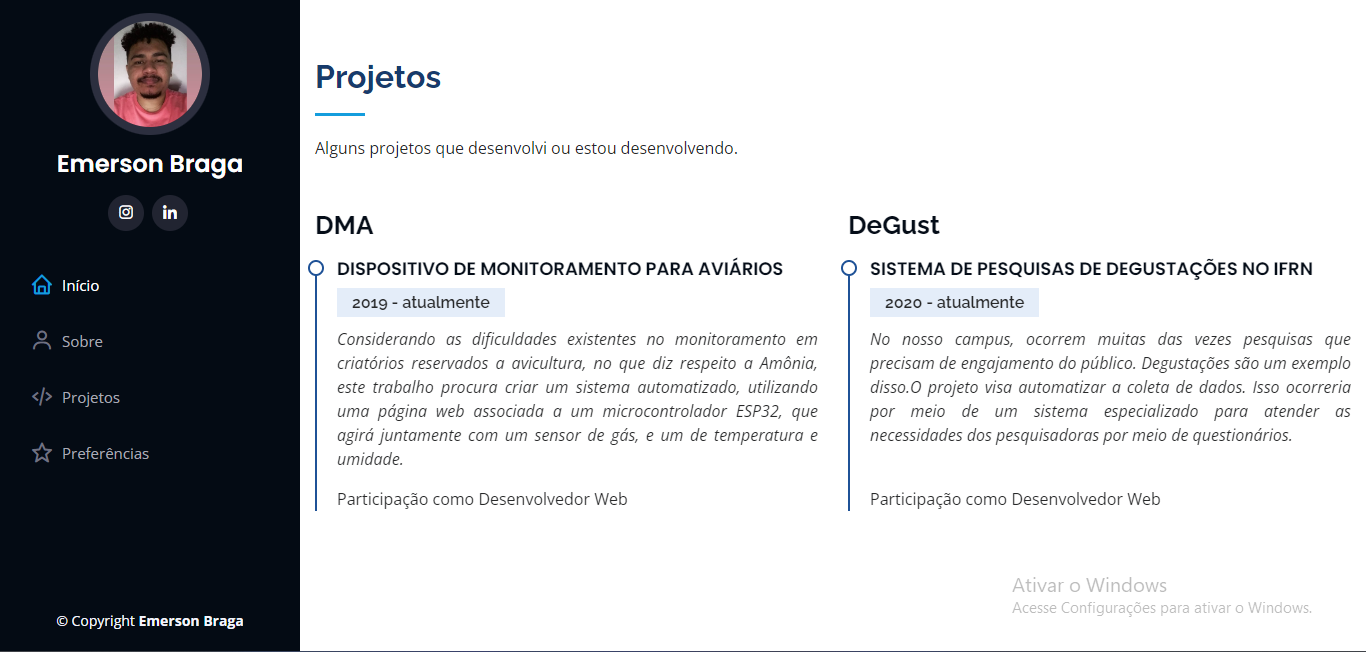 Emerson Braga
Início
Sobre
Projetos
Preferências
© Copyright Emerson Braga
Projetos
Alguns projetos que desenvolvi ou estou desenvolvendo.
DMA
DISPOSITIVO DE MONITORAMENTO PARA AVIÁRIOS
2019 - atualmente
Considerando as dificuldades existentes no monitoramento em
criatórios reservados a avicultura, no que diz respeito a Amônia,
este trabalho procura criar um sistema automatizado, utilizando
uma página web associada a um microcontrolador ESP32, que
agirá juntamente com um sensor de gás, e um de temperatura e
umidade.
Participação como Desenvolvedor Web
DeGust
SISTEMA DE PESQUISAS DE DEGUSTAÇÕES NO IFRN
2020 - atualmente
No nosso campus, ocorrem muitas das vezes pesquisas que
precisam de engajamento do público. Degustações são um exemplo
disso.O projeto visa automatizar a coleta de dados. Isso ocorreria
por meio de um sistema especializado para atender as
necessidades dos pesquisadoras por meio de questionários.
Participação como Desenvolvedor Web
Ativar o Windows
Acesse Configurações para ativar o Windows.